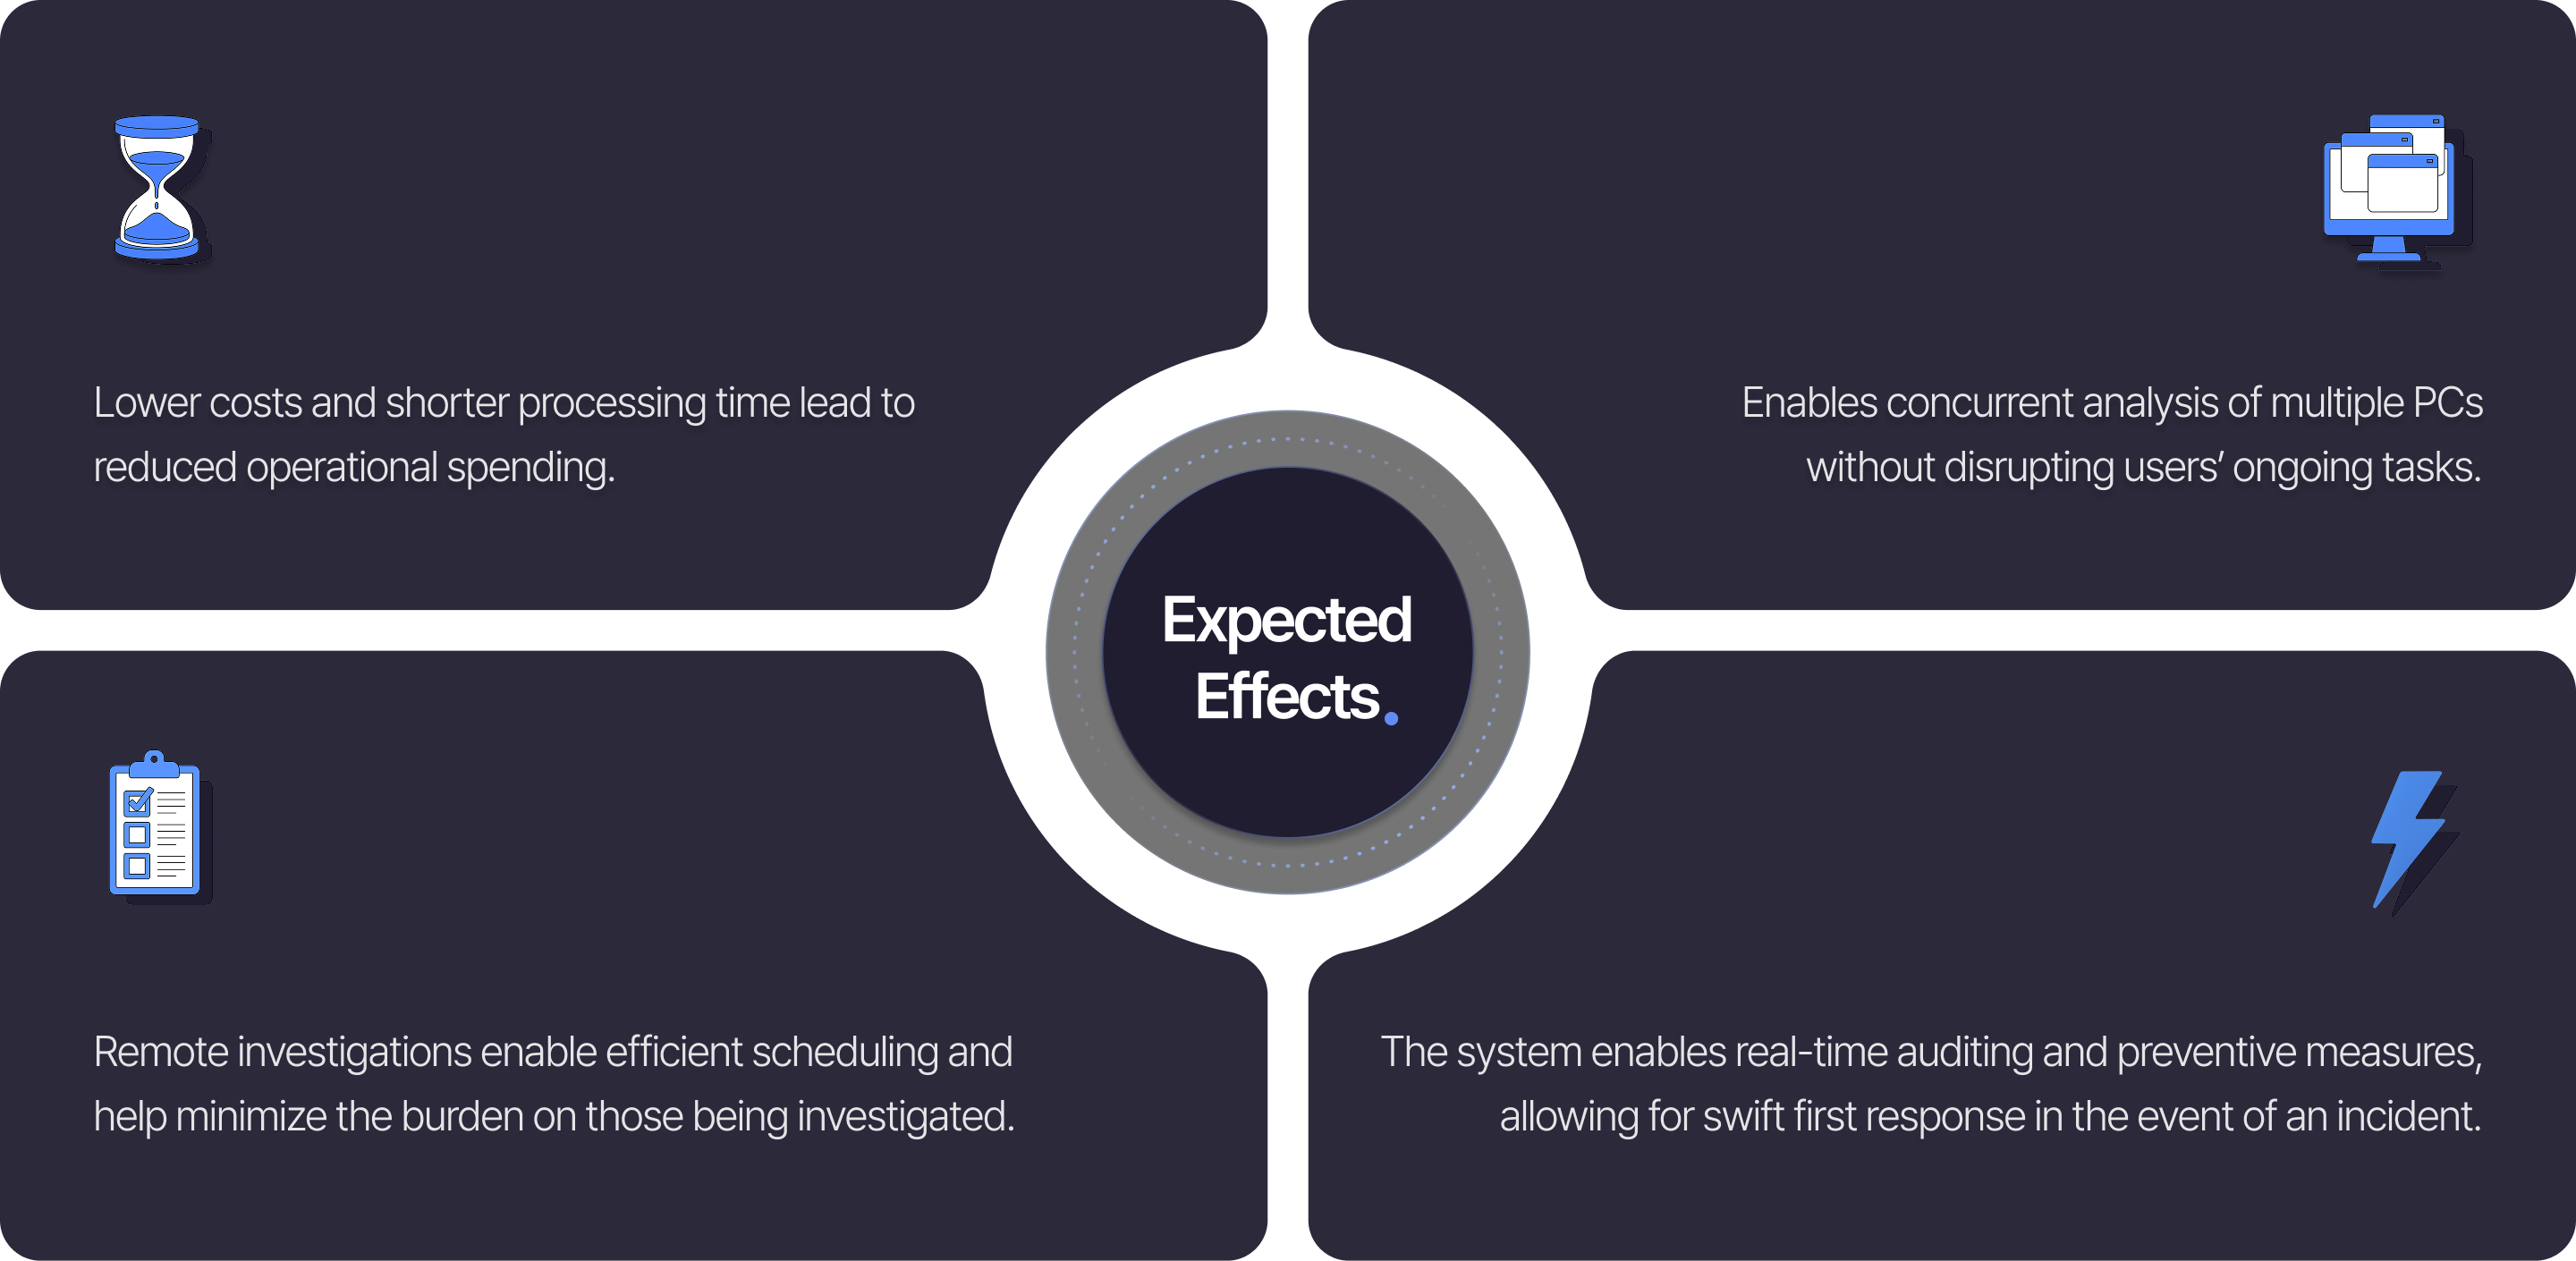 Lower costs and shorter processing time lead to
reduced operational spending.
Enables concurrent analysis of multiple PCs
without disrupting users’ ongoing tasks.
Expected
Effects.
Remote investigations enable efficient scheduling and
help minimize the burden on those being investigated.
The system enables real-time auditing and preventive measures,
allowing for swift first response in the event of an incident.